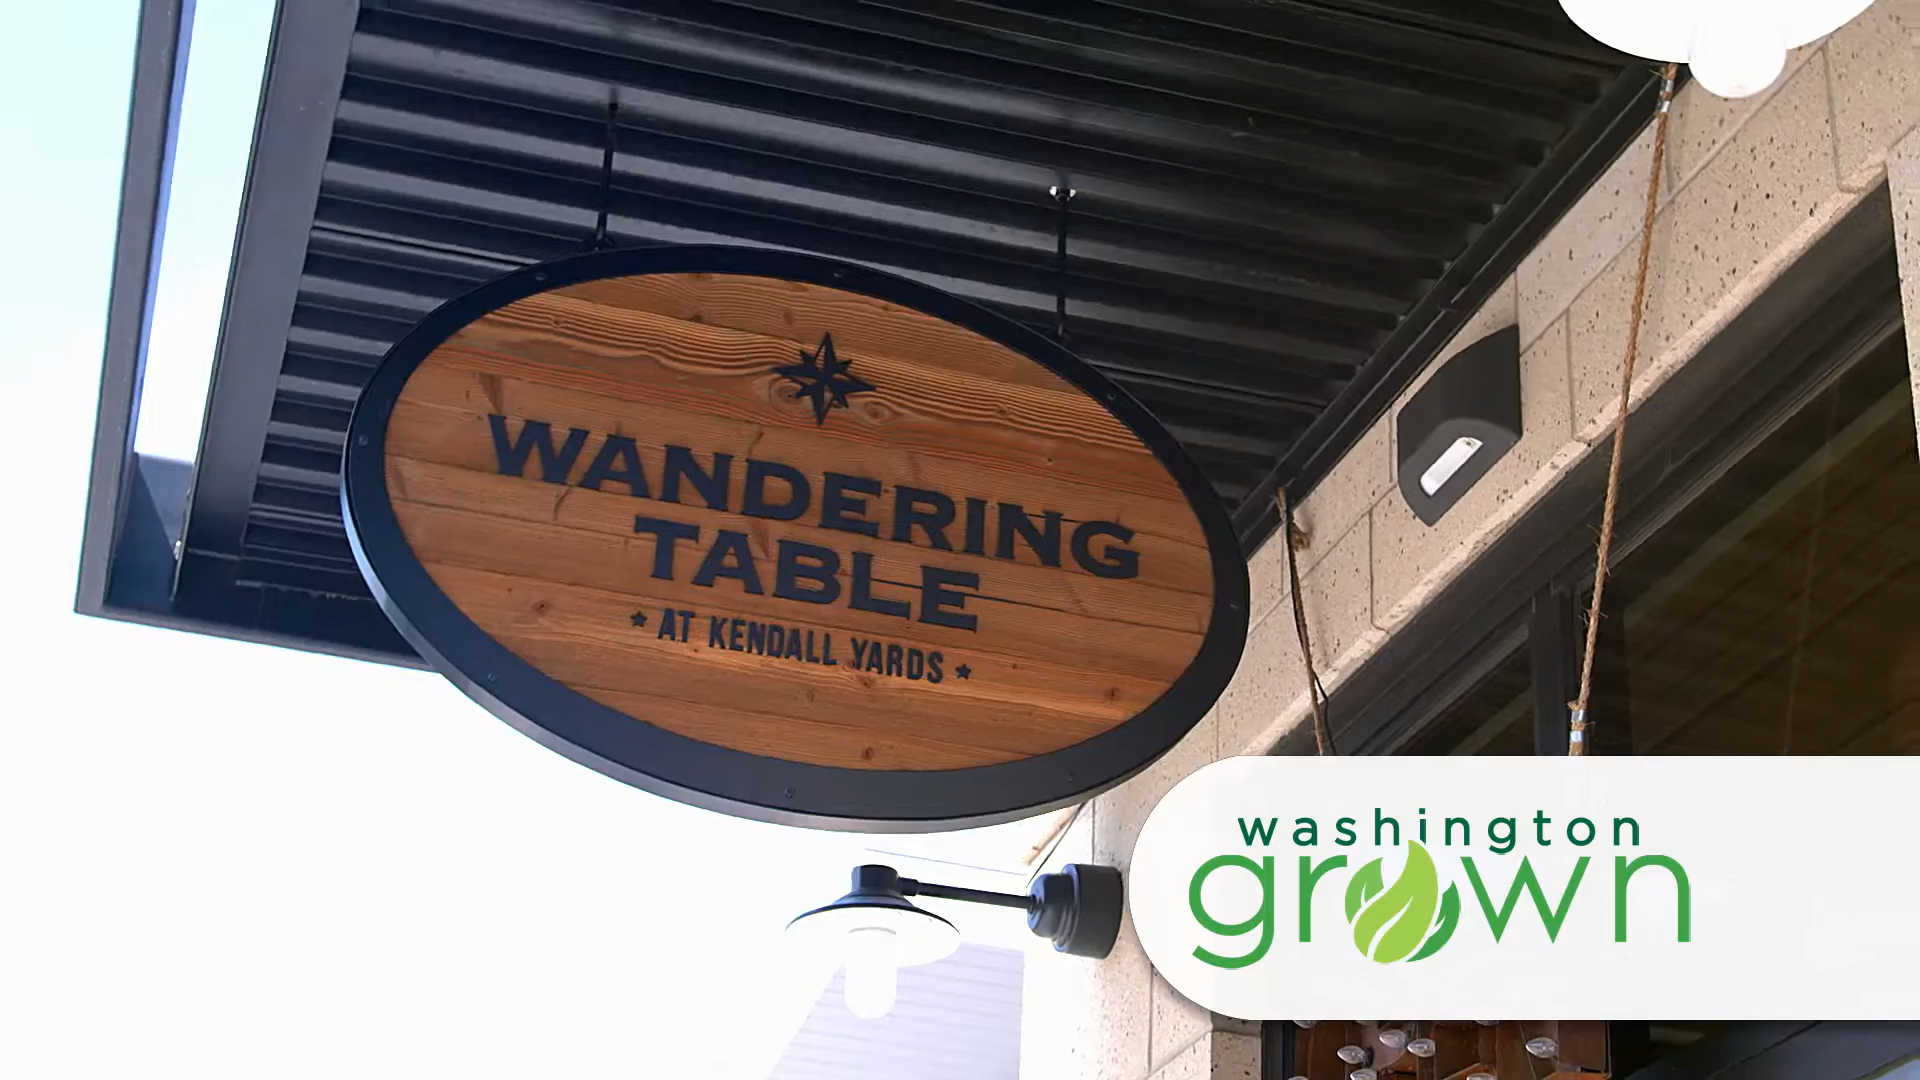 WANDERING
TABLE
AT KENDALL YARDS
washington
grown